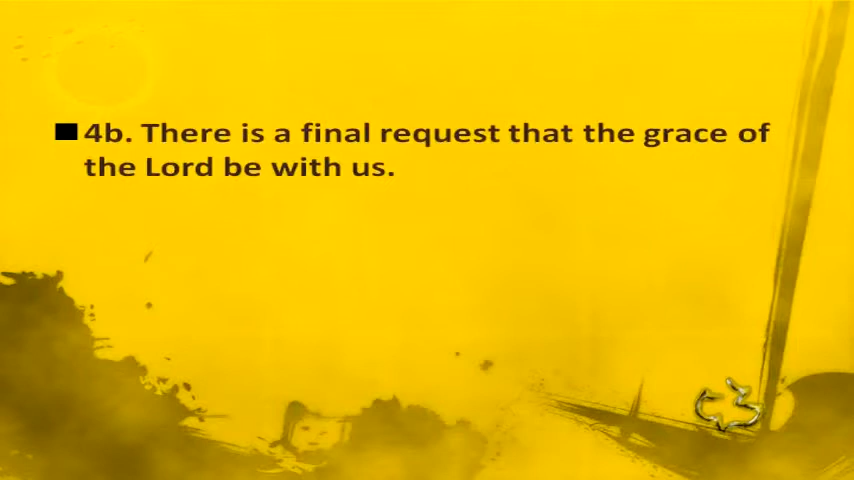 ■ 4b. There is a final request that the grace of
the Lord be with us.